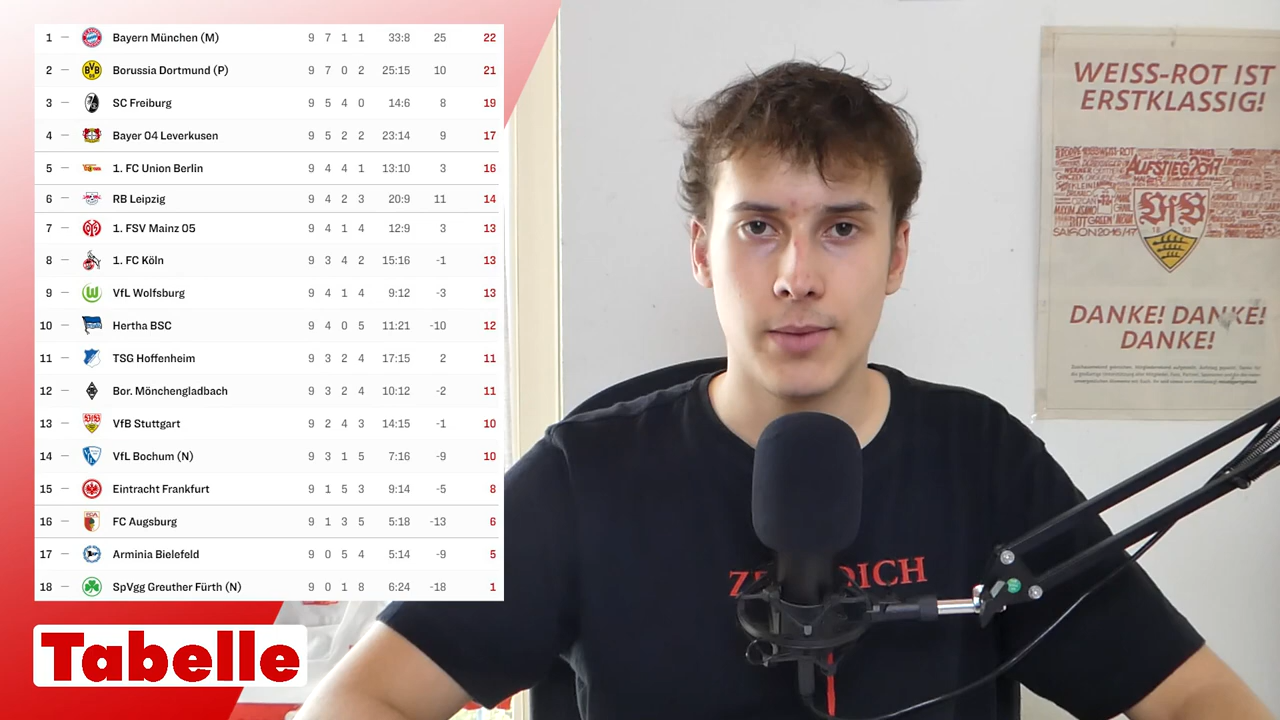 1 — Bayern München (M) 9 7 1 1 33:8 25 22
2 — Borussia Dortmund (P) 9 7 0 2 25:15 10 21
3 — SC Freiburg 9 5 4 0 14:6 8 19
4 — Bayer 04 Leverkusen 9 5 2 2 23:14 9 17
5 — 1. FC Union Berlin 9 4 4 1 13:10 3 16
6 — RB Leipzig 9 4 2 3 20:9 11 14
7 — 1. FSV Mainz 05 9 4 1 4 12:9 3 13
8 — 1. FC Köln 9 3 4 2 15:16 -1 13
9 — VfL Wolfsburg 9 4 1 4 9:12 -3 13
10 — Hertha BSC 9 4 0 5 11:21 -10 12
11 — TSG Hoffenheim 9 3 2 4 17:15 2 11
12 — Bor. Mönchengladbach 9 3 2 4 10:12 -2 11
13 — VfB Stuttgart 9 2 4 3 14:15 -1 10
14 — VfL Bochum (N) 9 3 1 5 7:16 -9 10
15 — Eintracht Frankfurt 9 1 5 3 9:14 -5 8
16 — FC Augsburg 9 1 3 5 5:18 -13 6
17 — Arminia Bielefeld 9 0 5 4 5:14 -9 5
18 — SpVgg Greuther Fürth (N) 9 0 1 8 6:24 -18 1
Tabelle
WEISS-ROT IST
ERSTKLASSIG!
AUFSTIEG 2017
VfB
18 93
SAISON 2016/17
DANKE! DANKE!
DANKE!
DICH